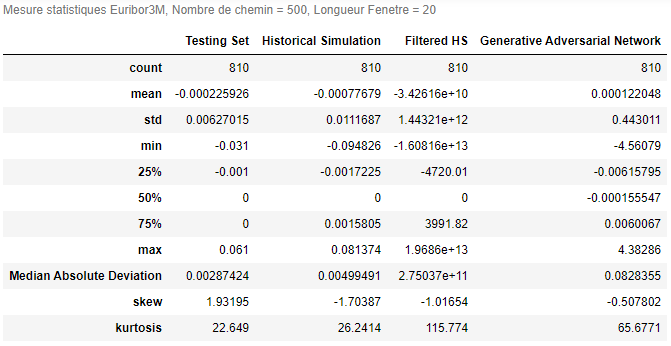 Mesure statistiques Euribor3M, Nombre de chemin = 500, Longueur Fenetre = 20
Testing Set Historical Simulation Filtered HS Generative Adversarial Network
count 810 810 810 810
mean -0.000225926 -0.00077679 -3.42616e+10 0.000122048
std 0.00627015 0.0111687 1.44321e+12 0.443011
min -0.031 -0.094826 -1.60816e+13 -4.56079
25% -0.001 -0.0017225 -4720.01 -0.00615795
50% 0 0 0 -0.000155547
75% 0 0.0015805 3991.82 0.0060067
max 0.061 0.081374 1.9686e+13 4.38286
Median Absolute Deviation 0.00287424 0.00499491 2.75037e+11 0.0828355
skew 1.93195 -1.70387 -1.01654 -0.507802
kurtosis 22.649 26.2414 115.774 65.6771